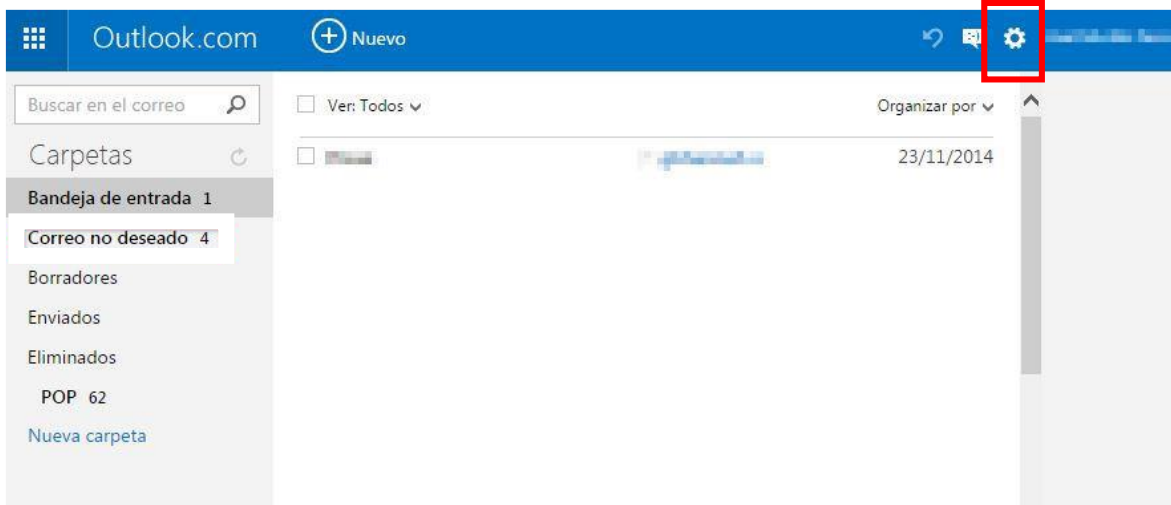 Outlook.com Nuevo
Buscar en el correo
Ver: Todos
Organizar por
Carpetas
23/11/2014
Bandeja de entrada 1
Correo no deseado 4
Borradores
Enviados
Eliminados
POP 62
Nueva carpeta